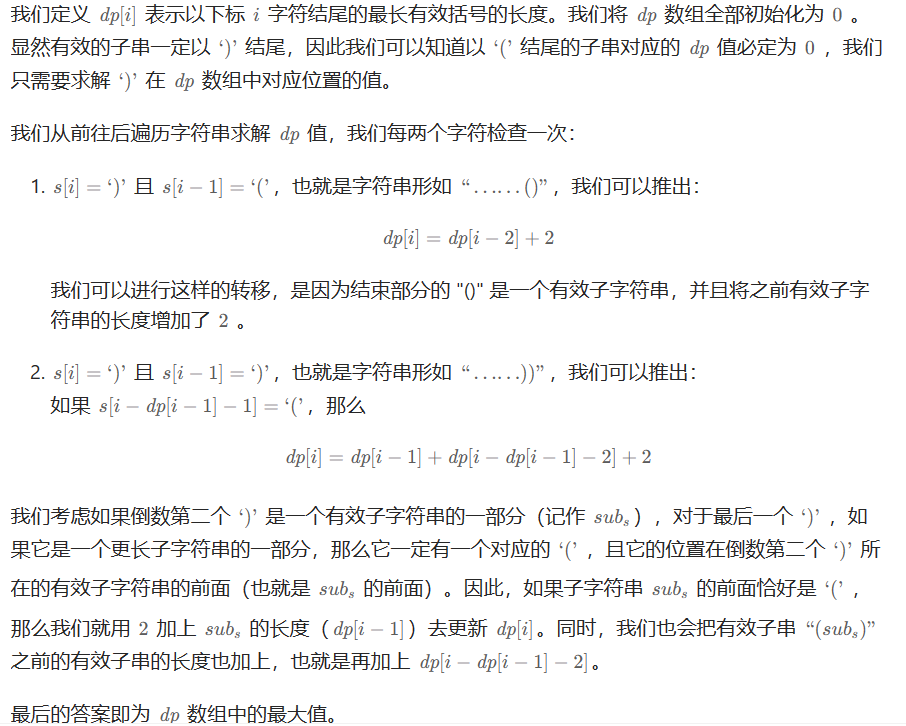 我们定义 dp[i] 表示以下标 i 字符结尾的最长有效括号的长度。我们将 dp 数组全部初始化为 0 。
显然有效的子串一定以 ‘)’ 结尾，因此我们可以知道以 ‘(’ 结尾的子串对应的 dp 值必定为 0 ，我们
只需要求解 ‘)’ 在 dp 数组中对应位置的值。
我们从前往后遍历字符串求解 dp 值，我们每两个字符检查一次：
1. s[i] = ‘)’ 且 s[i − 1] = ‘(’，也就是字符串形如 “……()”，我们可以推出：
dp[i] = dp[i − 2] + 2
我们可以进行这样的转移，是因为结束部分的 "()" 是一个有效子字符串，并且将之前有效子字
符串的长度增加了 2 。
2. s[i] = ‘)’ 且 s[i − 1] = ‘)’，也就是字符串形如 “……))”，我们可以推出：
如果 s[i − dp[i − 1] − 1] = ‘(’，那么
dp[i] = dp[i − 1] + dp[i − dp[i − 1] − 2] + 2
我们考虑如果倒数第二个 ‘)’ 是一个有效子字符串的一部分（记作 subₛ），对于最后一个 ‘)’ ，如
果它是一个更长子字符串的一部分，那么它一定有一个对应的 ‘(’ ，且它的位置在倒数第二个 ‘)’ 所
在的有效子字符串的前面（也就是 subₛ 的前面）。因此，如果子字符串 subₛ 的前面恰好是 ‘(’ ，
那么我们就用 2 加上 subₛ 的长度（dp[i − 1]）去更新 dp[i]。同时，我们也会把有效子串 “(subₛ)”
之前的有效子串的长度也加上，也就是再加上 dp[i − dp[i − 1] − 2]。
最后的答案即为 dp 数组中的最大值。